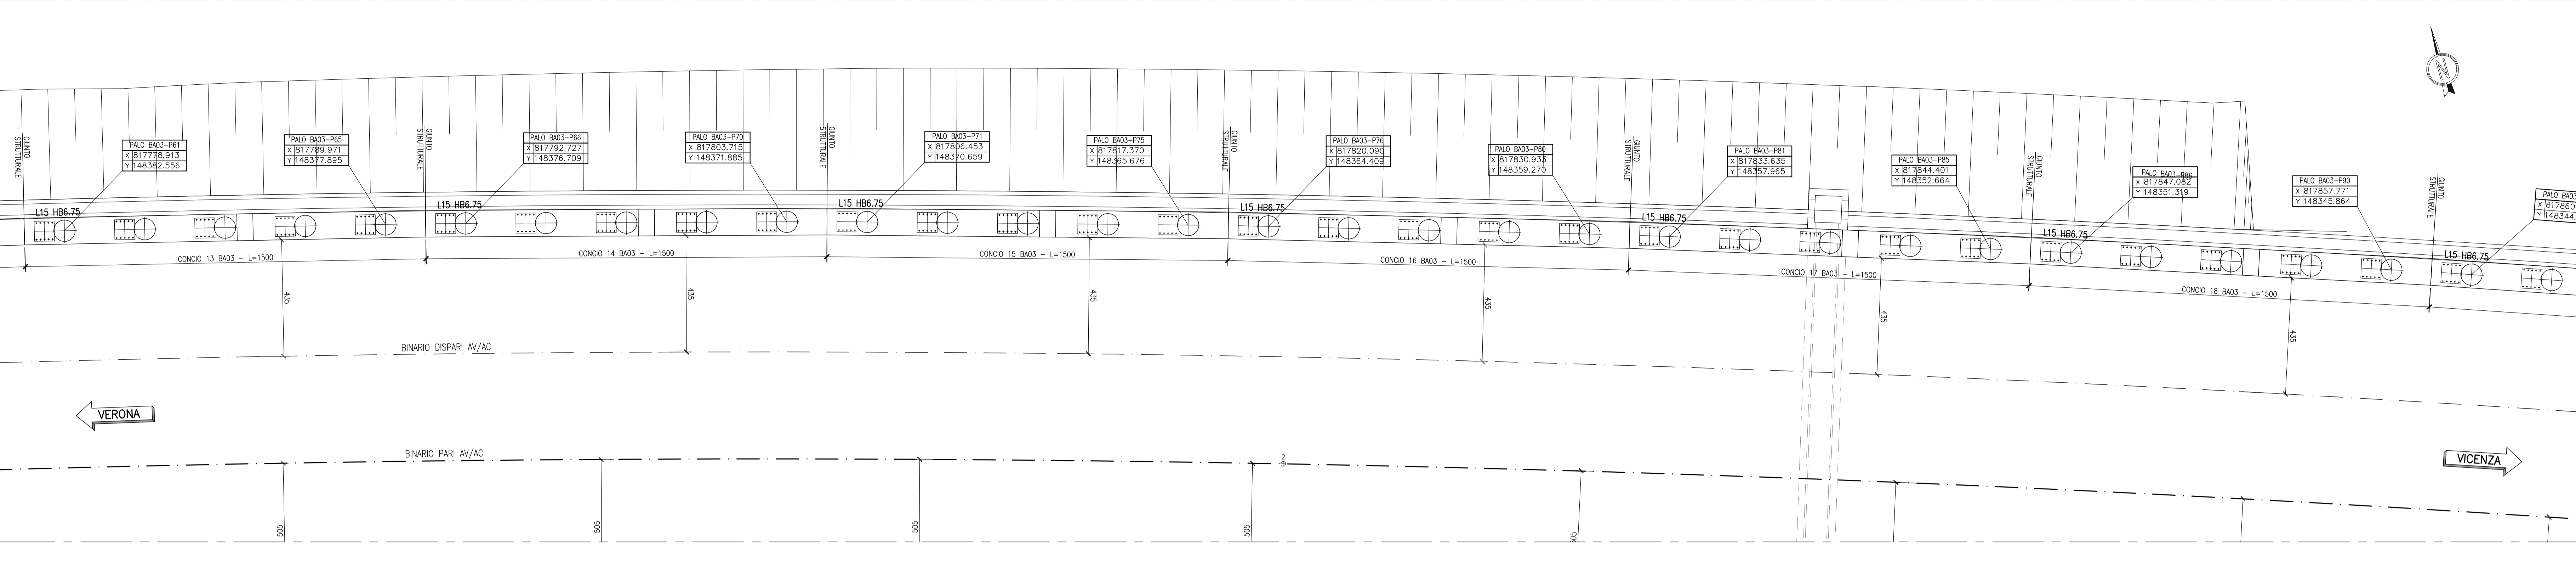 N
PALO BA03-P61
X 817778.913
Y 148382.556
PALO BA03-P65
X 817789.971
Y 148377.895
PALO BA03-P66
X 817792.727
Y 148376.709
PALO BA03-P70
X 817803.715
Y 148371.885
PALO BA03-P71
X 817806.453
Y 148370.659
PALO BA03-P75
X 817817.370
Y 148365.676
PALO BA03-P76
X 817820.090
Y 148364.409
PALO BA03-P80
X 817830.933
Y 148359.270
PALO BA03-P81
X 817833.635
Y 148357.965
PALO BA03-P85
X 817844.401
Y 148352.664
PALO BA03-P86
X 817847.082
Y 148351.319
PALO BA03-P90
X 817857.771
Y 148345.864
PALO BA03
X 817860.
Y 148344.
GIUNTO
STRUTTURALE
GIUNTO
STRUTTURALE
GIUNTO
STRUTTURALE
GIUNTO
STRUTTURALE
GIUNTO
STRUTTURALE
GIUNTO
STRUTTURALE
GIUNTO
STRUTTURALE
L15 HB6.75
L15 HB6.75
L15 HB6.75
L15 HB6.75
L15 HB6.75
L15 HB6.75
L15 HB6.75
CONCIO 13 BA03 - L=1500
CONCIO 14 BA03 - L=1500
CONCIO 15 BA03 - L=1500
CONCIO 16 BA03 - L=1500
CONCIO 17 BA03 - L=1500
CONCIO 18 BA03 - L=1500
435
435
435
435
435
435
BINARIO DISPARI AV/AC
VERONA
BINARIO PARI AV/AC
2
VICENZA
505
505
505
505
505